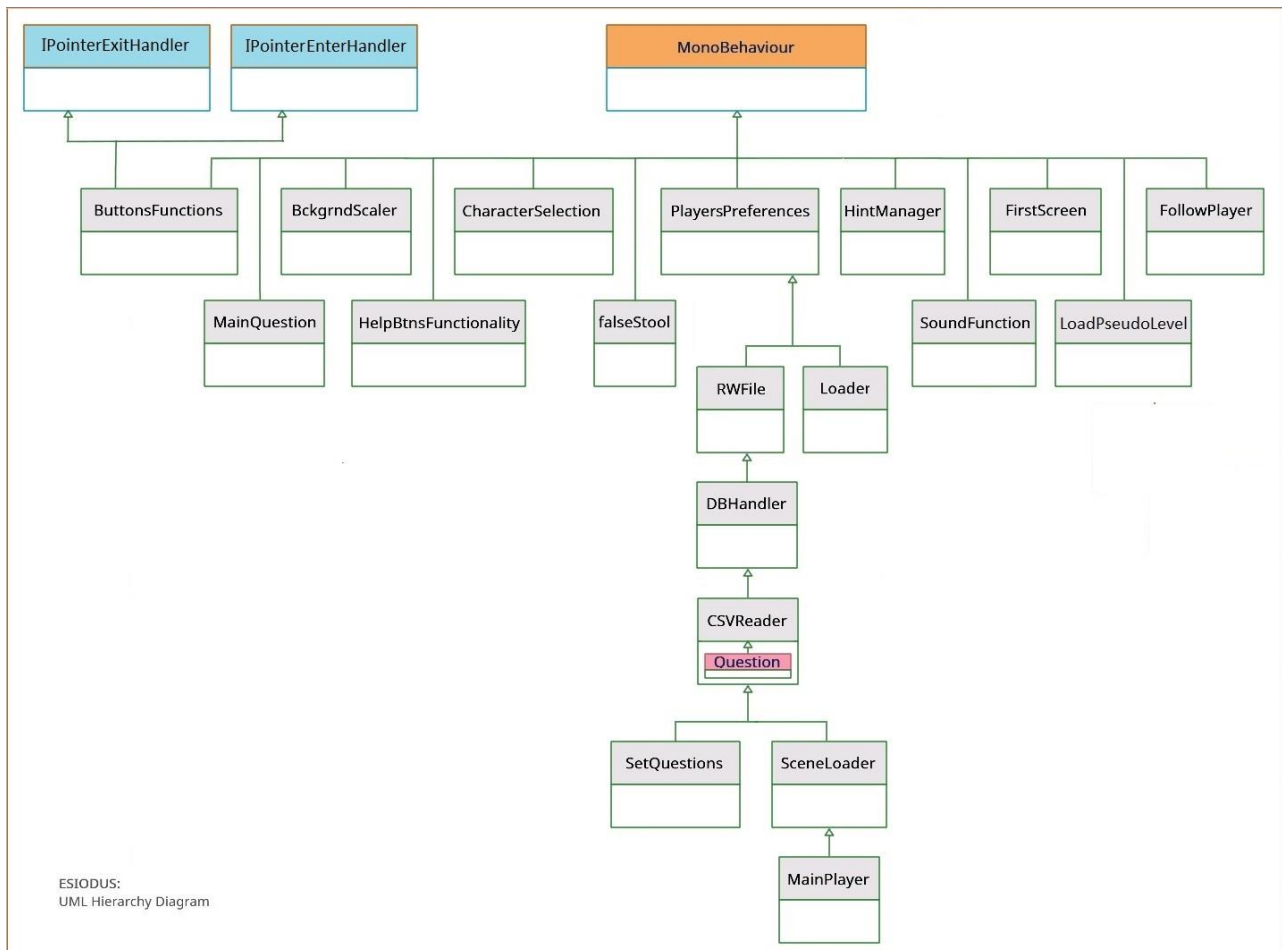 IPointerExitHandler
IPointerEnterHandler
MonoBehaviour
ButtonsFunctions
BckgrndScaler
CharacterSelection
PlayersPreferences
HintManager
FirstScreen
FollowPlayer
MainQuestion
HelpBtnsFunctionality
falseStool
SoundFunction
LoadPseudoLevel
RWFile
Loader
DBHandler
CSVReader
Question
SetQuestions
SceneLoader
MainPlayer
ESIODUS:
UML Hierarchy Diagram